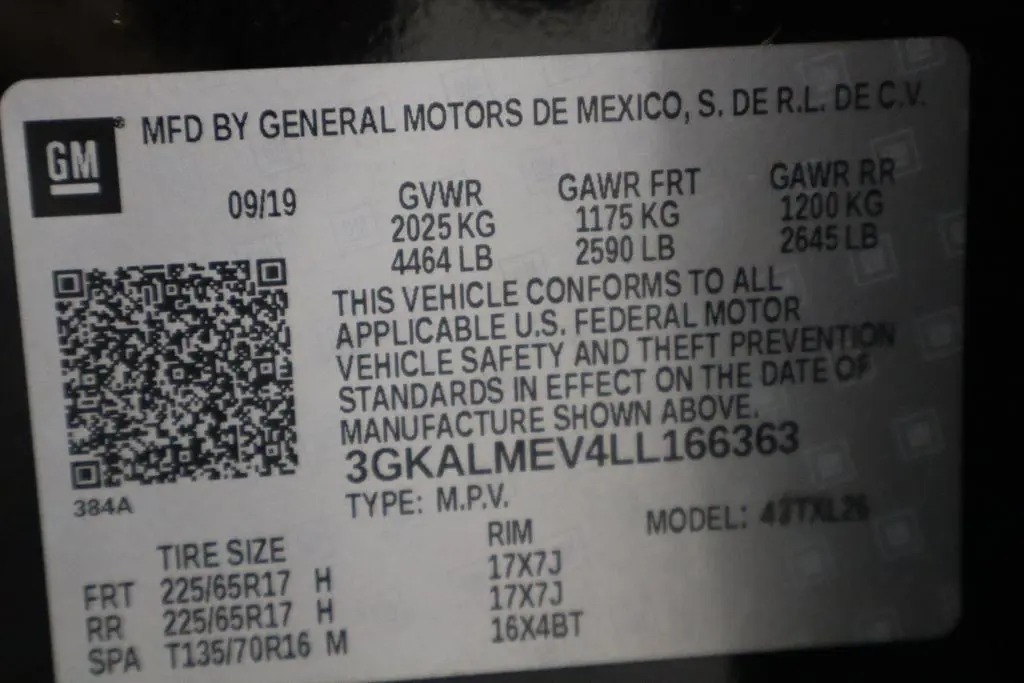 GM ® MFD BY GENERAL MOTORS DE MEXICO, S. DE R.L. DE C.V.
09/19 GVWR GAWR FRT GAWR RR
2025 KG 1175 KG 1200 KG
4464 LB 2590 LB 2645 LB
THIS VEHICLE CONFORMS TO ALL
APPLICABLE U.S. FEDERAL MOTOR
VEHICLE SAFETY AND THEFT PREVENTION
STANDARDS IN EFFECT ON THE DATE OF
MANUFACTURE SHOWN ABOVE.
3GKALMEV4LL166363
384A TYPE: M.P.V. MODEL:
TIRE SIZE RIM
FRT 225/65R17 H 17X7J
RR 225/65R17 H 17X7J
SPA T135/70R16 M 16X4BT